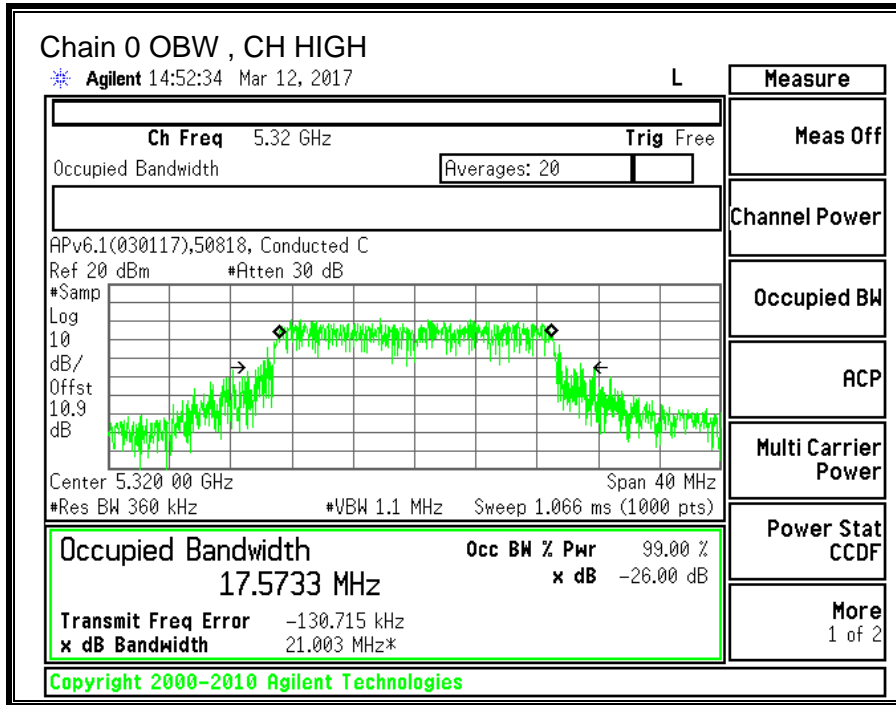 Chain 0 OBW , CH HIGH
Agilent 14:52:34 Mar 12, 2017 L Measure
Ch Freq 5.32 GHz Trig Free
Meas Off
Occupied Bandwidth Averages: 20
Channel Power
APv6.1(030117),50818, Conducted C
Ref 20 dBm #Atten 30 dB
#Samp
Log
10
dB/
Offst
10.9
dB
Occupied BW
ACP
Multi Carrier
Power
Center 5.320 00 GHz Span 40 MHz
#Res BW 360 kHz #VBW 1.1 MHz Sweep 1.066 ms (1000 pts)
Power Stat
CCDF
Occupied Bandwidth Occ BW % Pwr 99.00 %
17.5733 MHz x dB -26.00 dB
Transmit Freq Error -130.715 kHz
x dB Bandwidth 21.003 MHz*
More
1 of 2
Copyright 2000-2010 Agilent Technologies